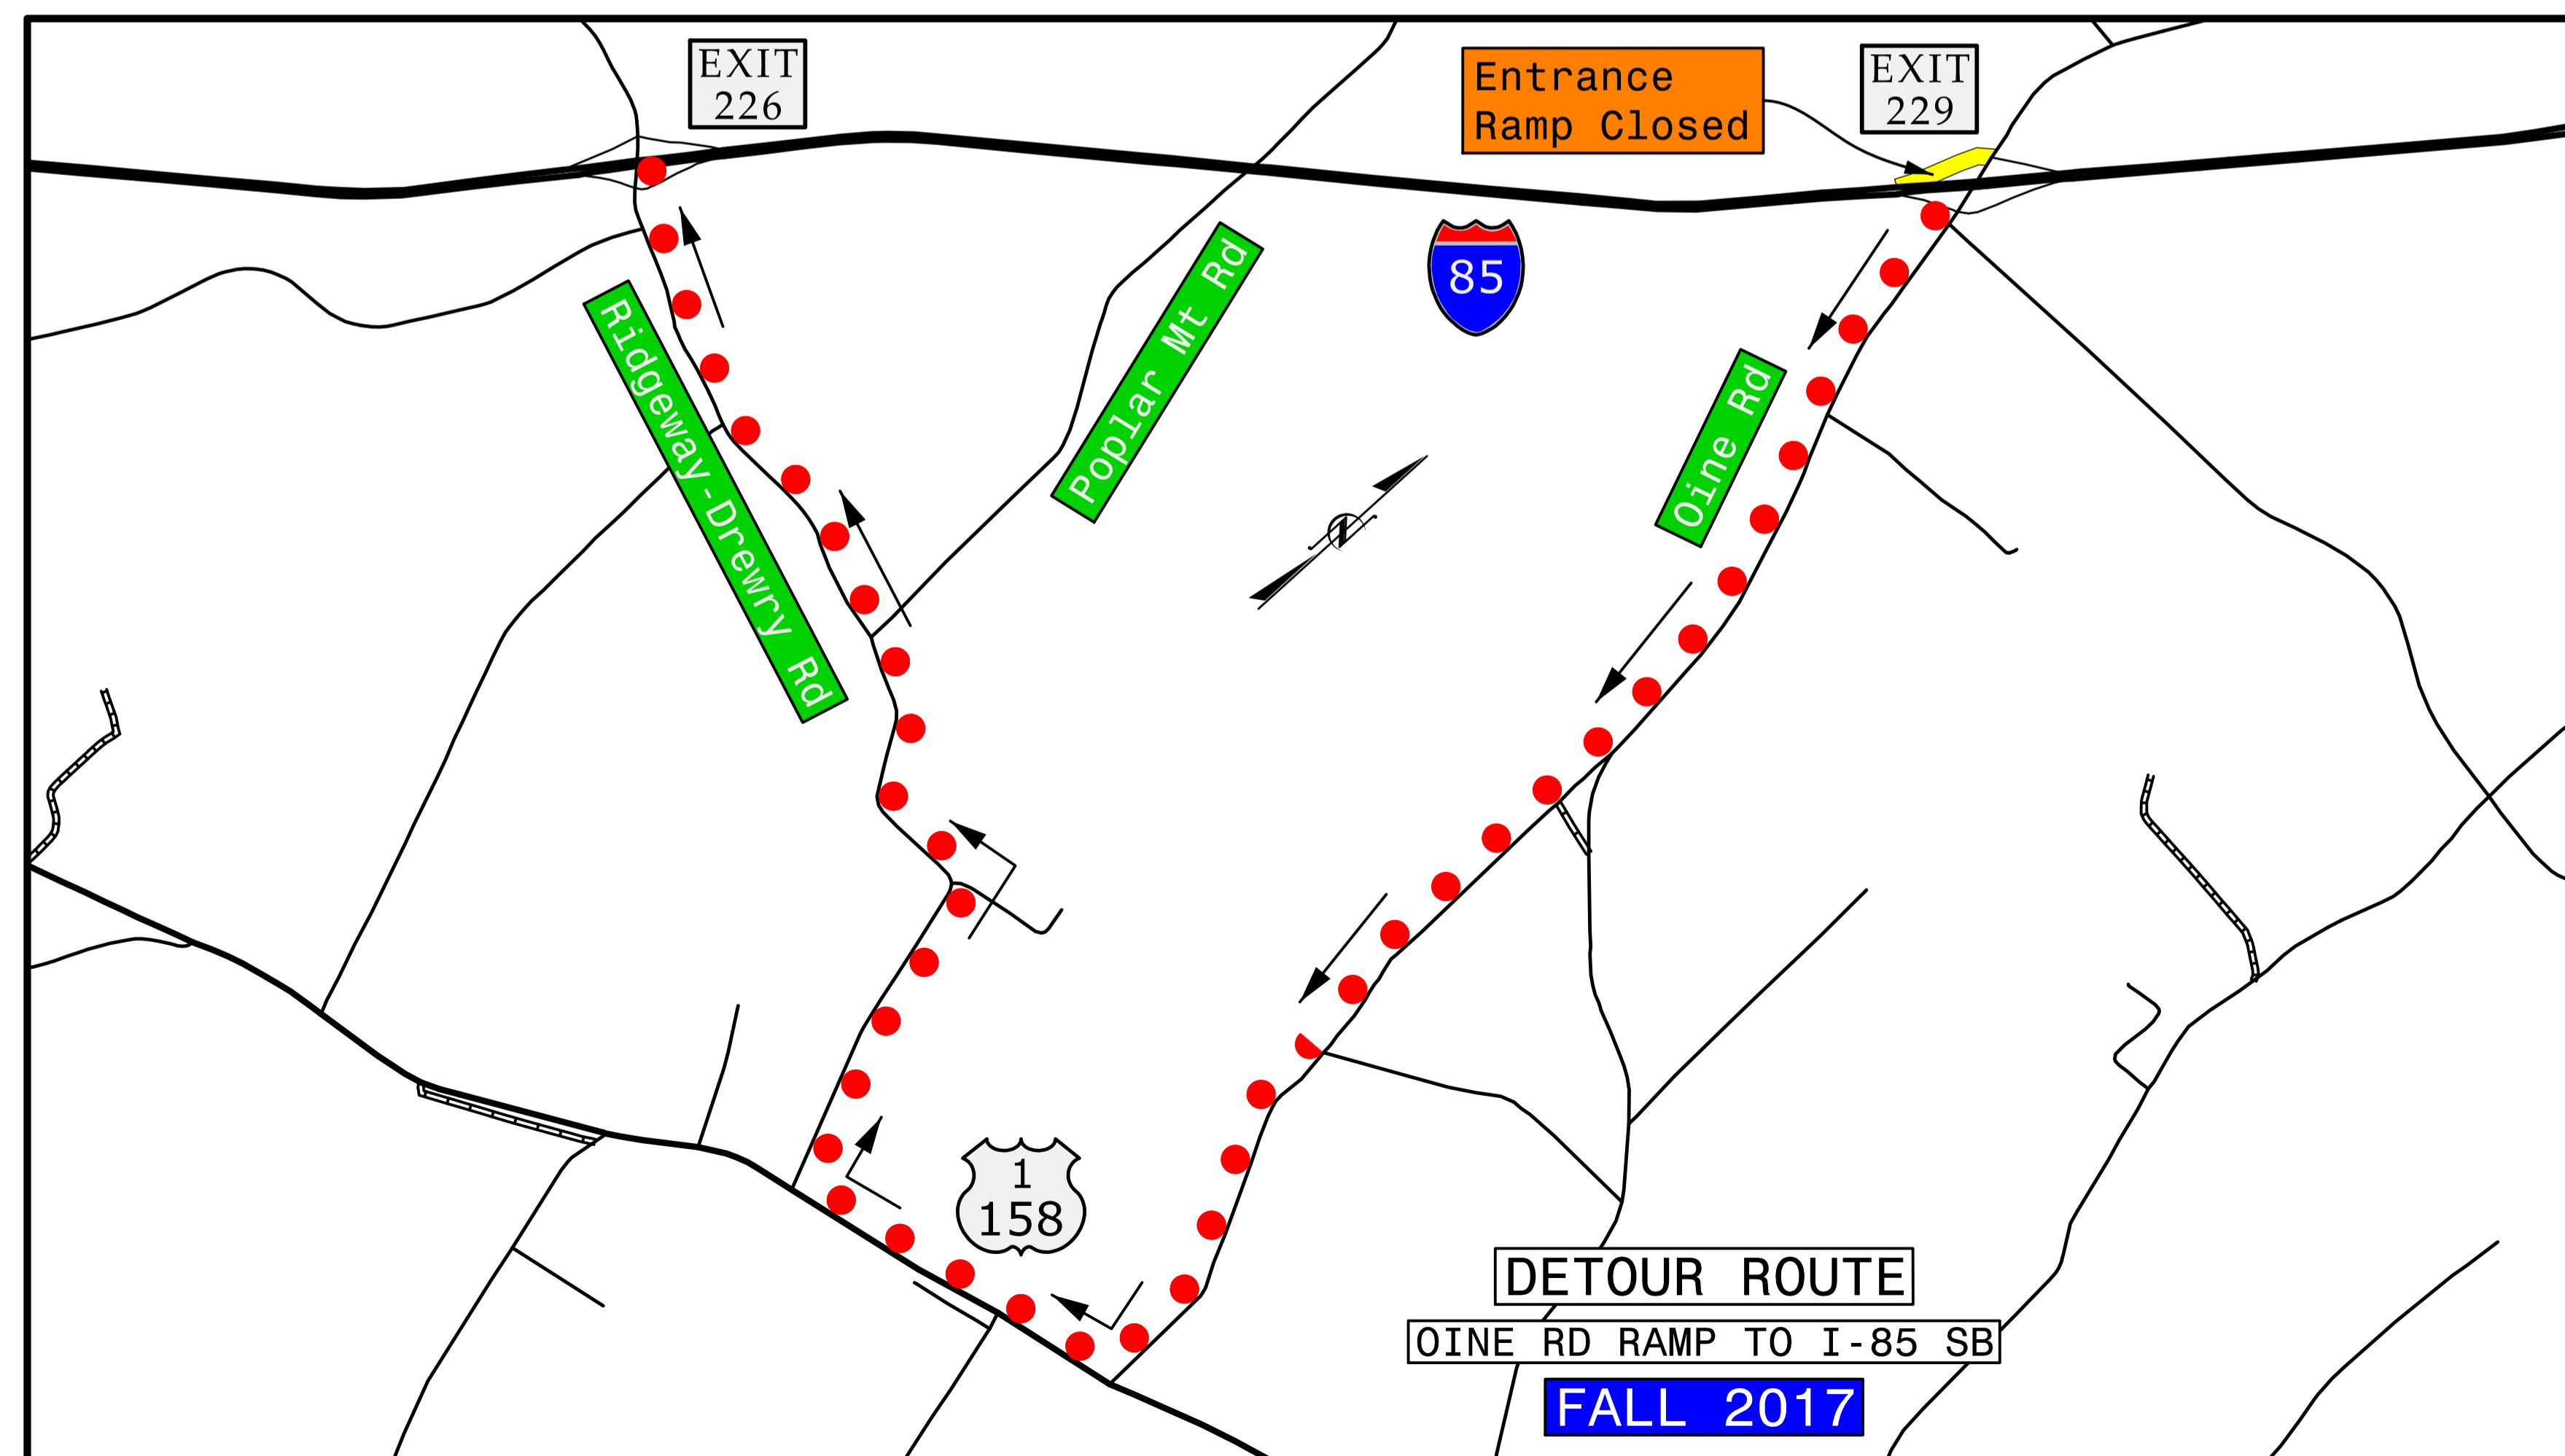 EXIT
226
Entrance
Ramp Closed
EXIT
229
85
Ridgeway-Drewry Rd
Poplar Mt Rd
Oine Rd
1
158
DETOUR ROUTE
OINE RD RAMP TO I-85 SB
FALL 2017